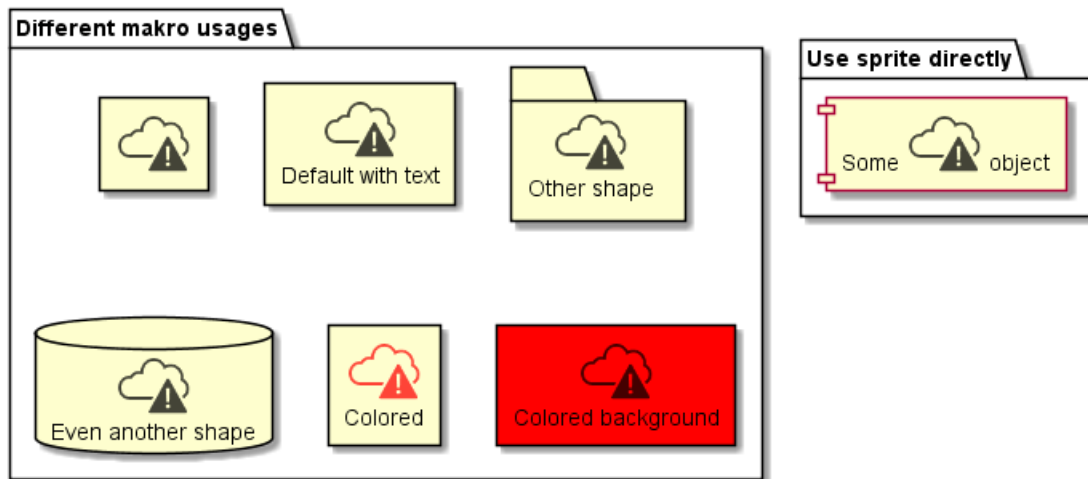 Different makro usages
Use sprite directly
Default with text
Other shape
Some object
Even another shape
Colored
Colored background